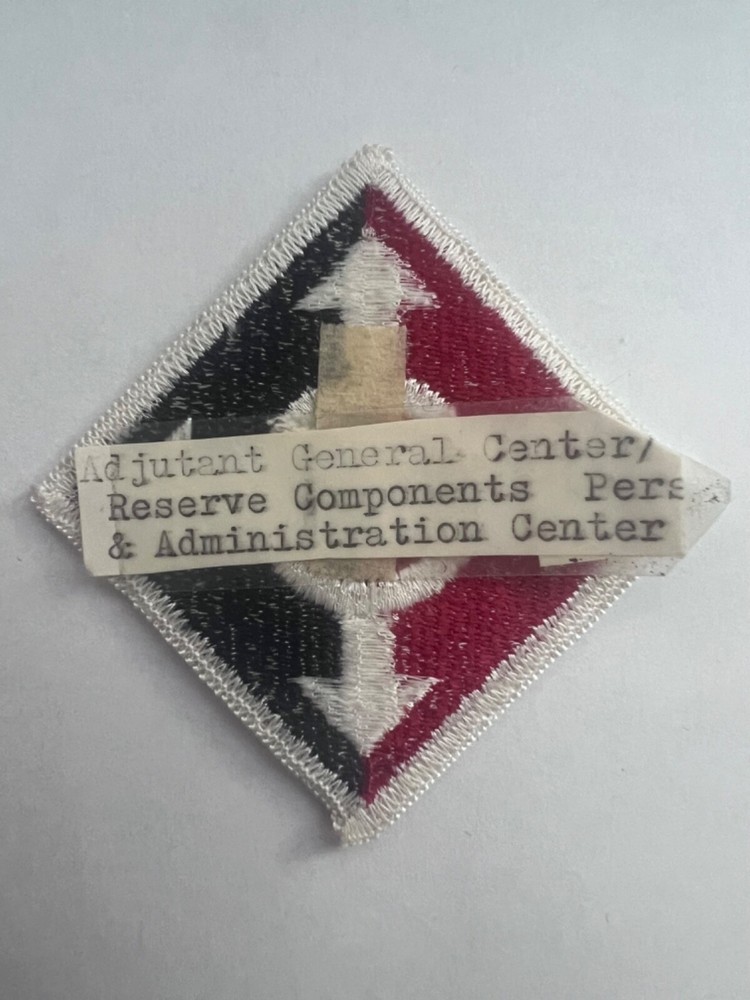 Adjutant General Center/
Reserve Components Pers
& Administration Center